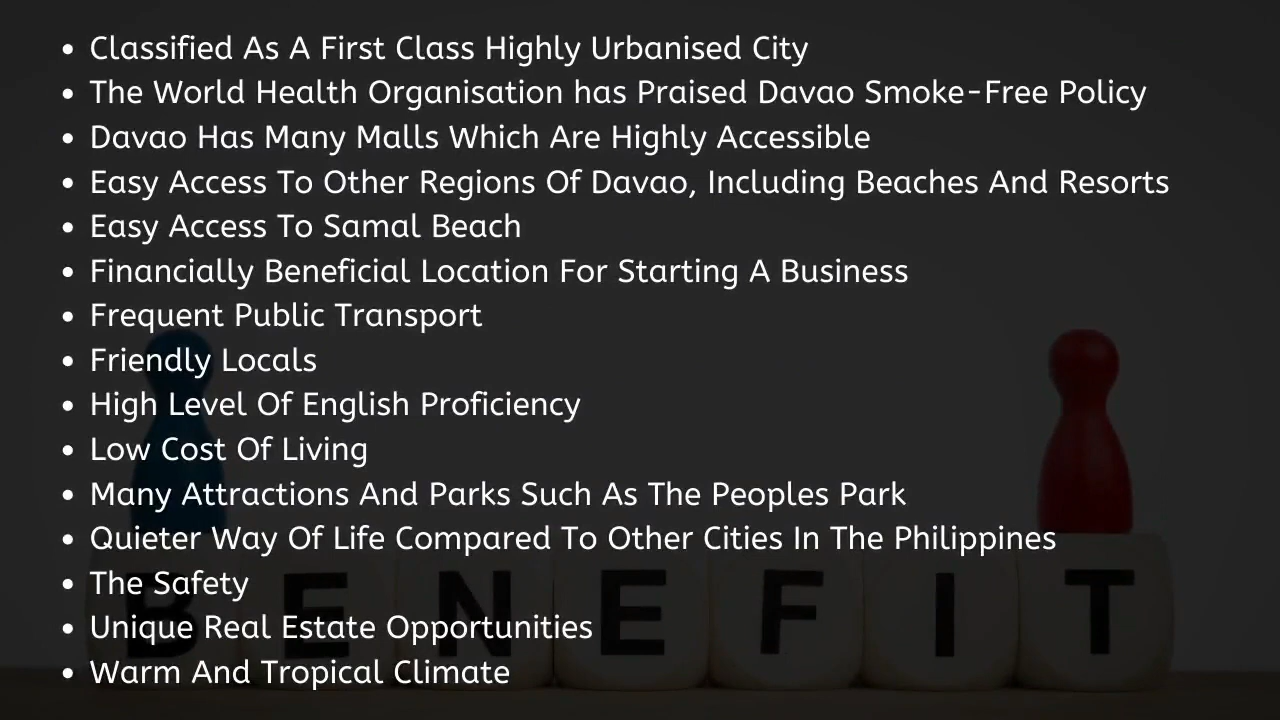 • Classified As A First Class Highly Urbanised City
• The World Health Organisation has Praised Davao Smoke-Free Policy
• Davao Has Many Malls Which Are Highly Accessible
• Easy Access To Other Regions Of Davao, Including Beaches And Resorts
• Easy Access To Samal Beach
• Financially Beneficial Location For Starting A Business
• Frequent Public Transport
• Friendly Locals
• High Level Of English Proficiency
• Low Cost Of Living
• Many Attractions And Parks Such As The Peoples Park
• Quieter Way Of Life Compared To Other Cities In The Philippines
• The Safety
• Unique Real Estate Opportunities
• Warm And Tropical Climate
BENEFIT